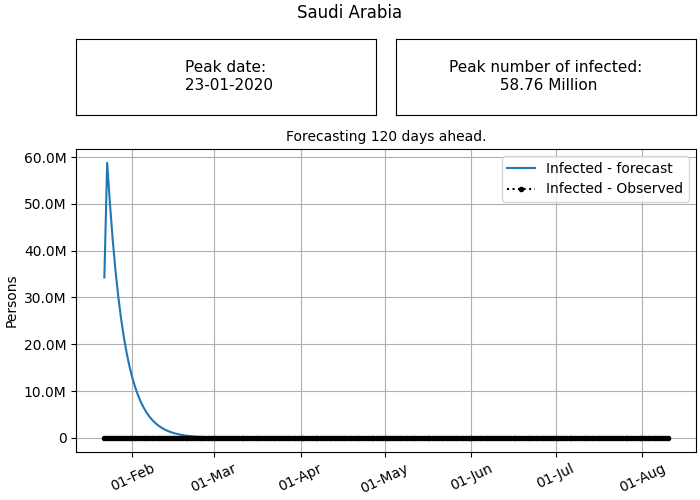 Saudi Arabia
Peak date:
23-01-2020
Peak number of infected:
58.76 Million
Forecasting 120 days ahead.
Infected - forecast
Infected - Observed
Persons
60.0M
50.0M
40.0M
30.0M
20.0M
10.0M
0
01-Feb
01-Mar
01-Apr
01-May
01-Jun
01-Jul
01-Aug